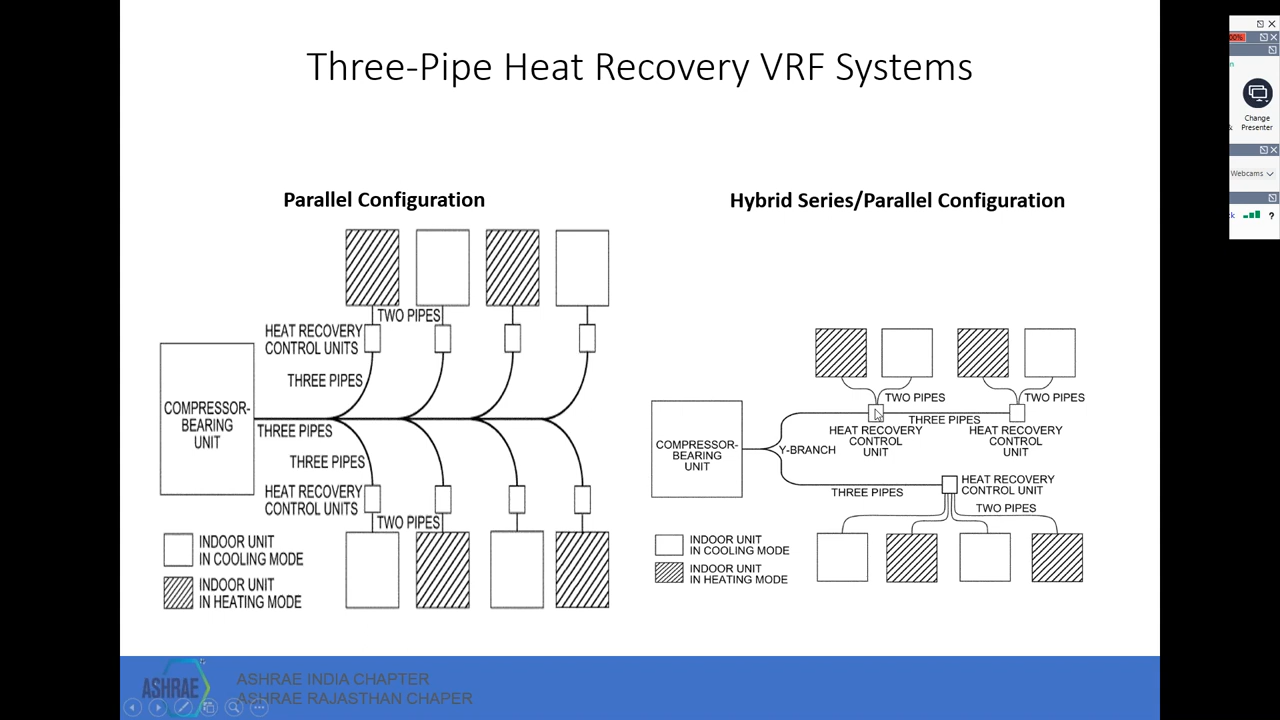 Three-Pipe Heat Recovery VRF Systems
Parallel Configuration
TWO PIPES
HEAT RECOVERY
CONTROL UNITS
THREE PIPES
COMPRESSOR-
BEARING
UNIT
THREE PIPES
THREE PIPES
HEAT RECOVERY
CONTROL UNITS
TWO PIPES
INDOOR UNIT
IN COOLING MODE
INDOOR UNIT
IN HEATING MODE
Hybrid Series/Parallel Configuration
TWO PIPES
TWO PIPES
THREE PIPES
HEAT RECOVERY
CONTROL
UNIT
HEAT RECOVERY
CONTROL
UNIT
COMPRESSOR-
BEARING
UNIT
Y-BRANCH
HEAT RECOVERY
CONTROL UNIT
THREE PIPES
TWO PIPES
INDOOR UNIT
IN COOLING MODE
INDOOR UNIT
IN HEATING MODE
ASHRAE
ASHRAE INDIA CHAPTER
ASHRAE RAJASTHAN CHAPER
00%
Change
Presenter
Webcams
?